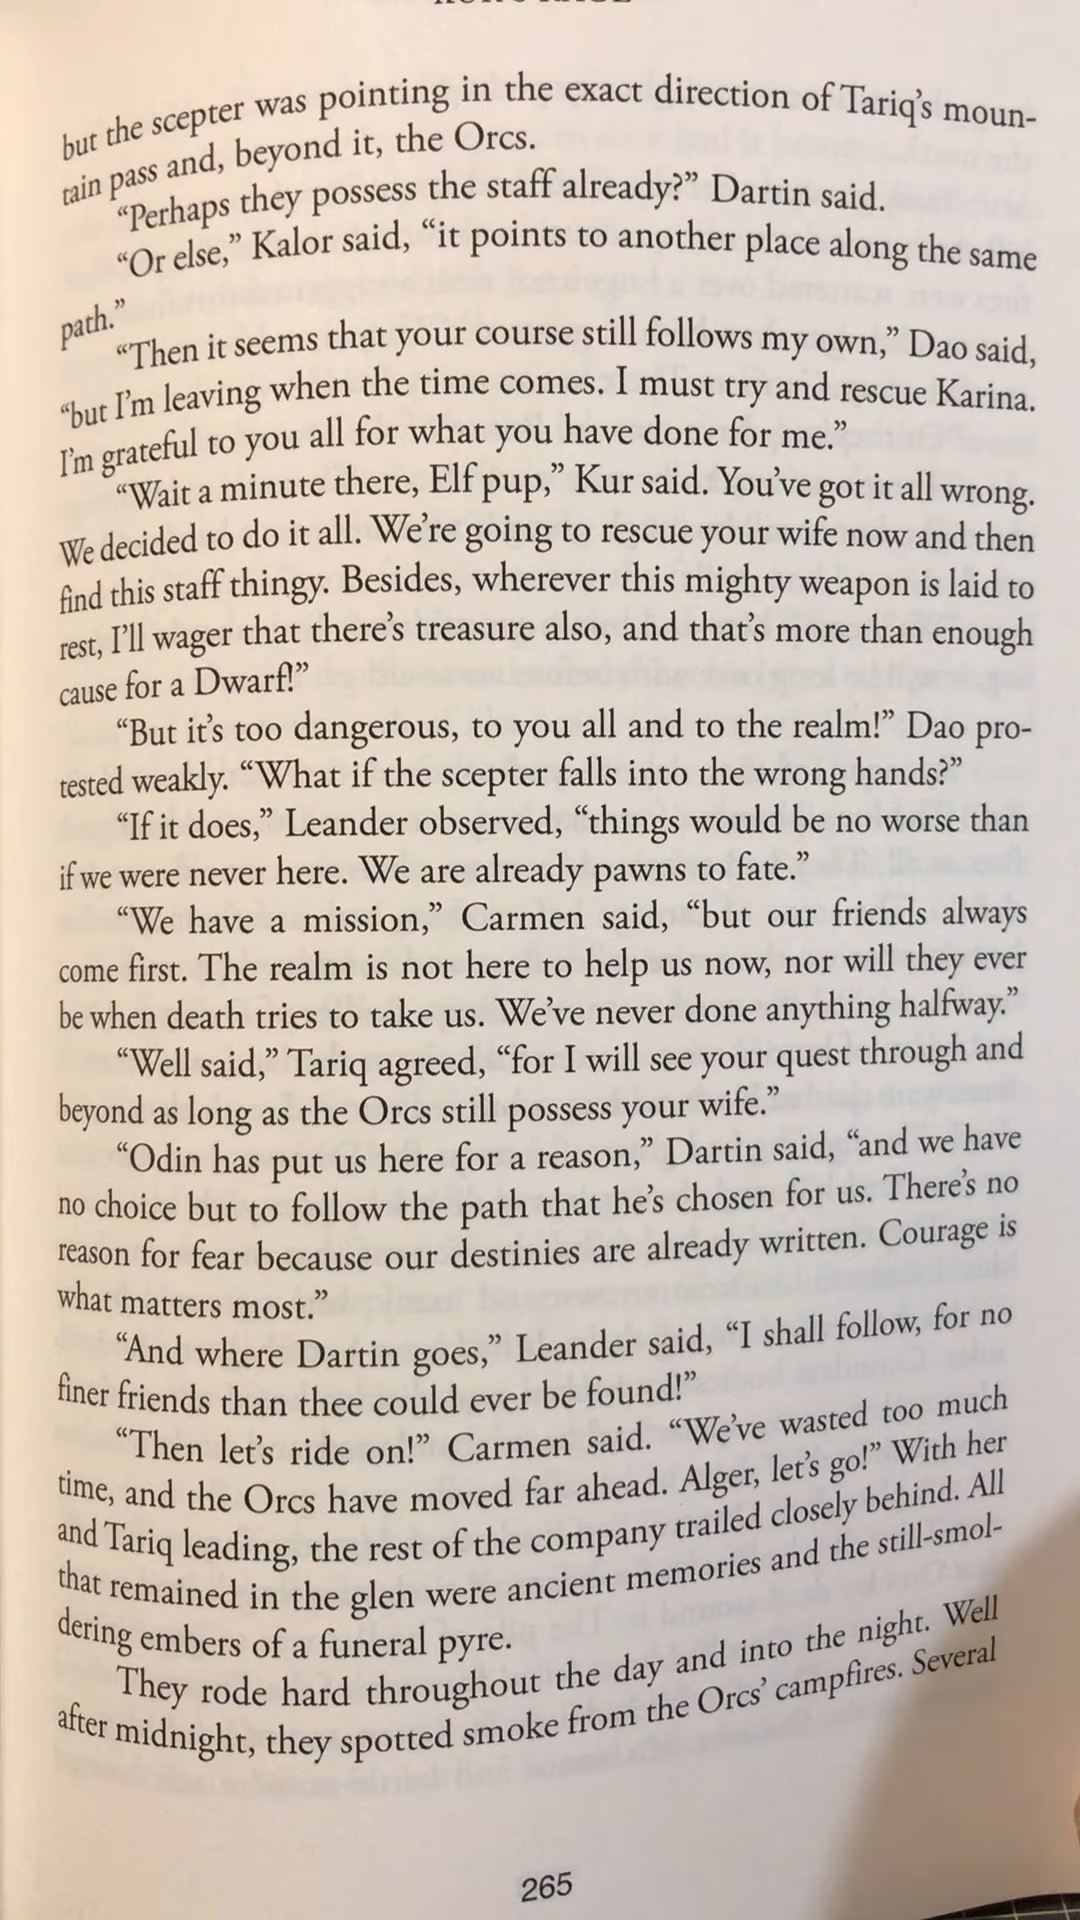 but the scepter was pointing in the exact direction of Tariq's moun-
tain pass and, beyond it, the Orcs.
“Perhaps they possess the staff already?” Dartin said.
“Or else,” Kalor said, “it points to another place along the same
path.”
“Then it seems that your course still follows my own,” Dao said,
“but I'm leaving when the time comes. I must try and rescue Karina.
I'm grateful to you all for what you have done for me.”
“Wait a minute there, Elf pup,” Kur said. You've got it all wrong.
We decided to do it all. We're going to rescue your wife now and then
find this staff thingy. Besides, wherever this mighty weapon is laid to
rest, I'll wager that there's treasure also, and that's more than enough
cause for a Dwarf!”
“But it's too dangerous, to you all and to the realm!” Dao pro-
tested weakly. “What if the scepter falls into the wrong hands?”
“If it does,” Leander observed, “things would be no worse than
if we were never here. We are already pawns to fate.”
“We have a mission,” Carmen said, “but our friends always
come first. The realm is not here to help us now, nor will they ever
be when death tries to take us. We've never done anything halfway.”
“Well said,” Tariq agreed, “for I will see your quest through and
beyond as long as the Orcs still possess your wife.”
“Odin has put us here for a reason,” Dartin said, “and we have
no choice but to follow the path that he's chosen for us. There's no
reason for fear because our destinies are already written. Courage is
what matters most.”
“And where Dartin goes,” Leander said, “I shall follow, for no
finer friends than thee could ever be found!”
“Then let's ride on!” Carmen said. “We've wasted too much
time, and the Orcs have moved far ahead. Alger, let's go!” With her
and Tariq leading, the rest of the company trailed closely behind. All
that remained in the glen were ancient memories and the still-smol-
dering embers of a funeral pyre.
They rode hard throughout the day and into the night. Well
after midnight, they spotted smoke from the Orcs' campfires. Several
265